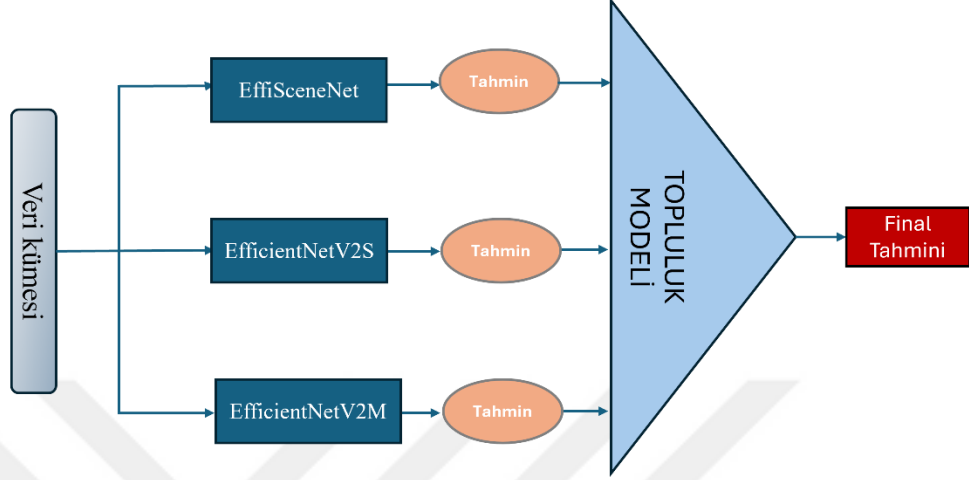 Veri kümesi
EffiSceneNet
Tahmin
EfficientNetV2S
Tahmin
EfficientNetV2M
Tahmin
TOPLULUK
MODELİ
Final
Tahmini